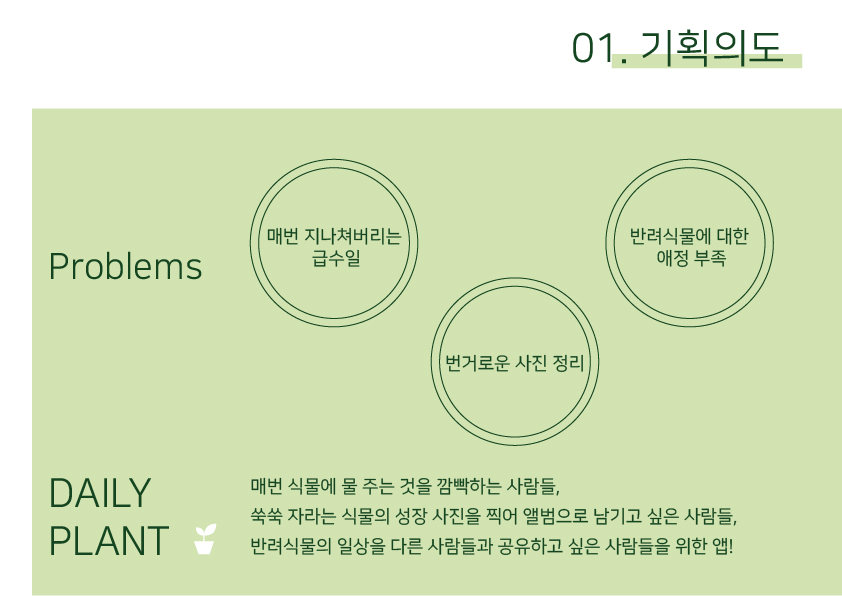 01. 기획의도
Problems
매번 지나쳐버리는
급수일
반려식물에 대한
애정 부족
번거로운 사진 정리
DAILY
PLANT
매번 식물에 물 주는 것을 깜빡하는 사람들,
쑥쑥 자라는 식물의 성장 사진을 찍어 앨범으로 남기고 싶은 사람들,
반려식물의 일상을 다른 사람들과 공유하고 싶은 사람들을 위한 앱!